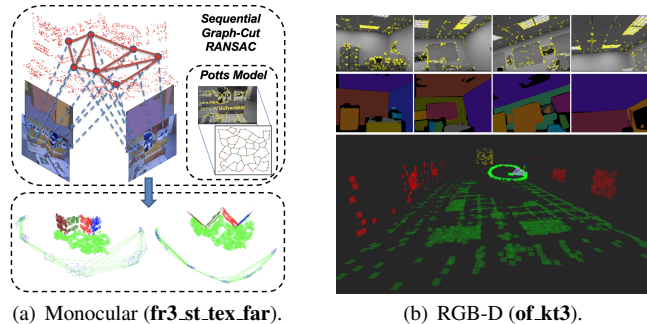 Sequential
Graph-Cut
RANSAC
Potts Model
(a) Monocular (fr3_st_tex_far).
(b) RGB-D (of_kt3).